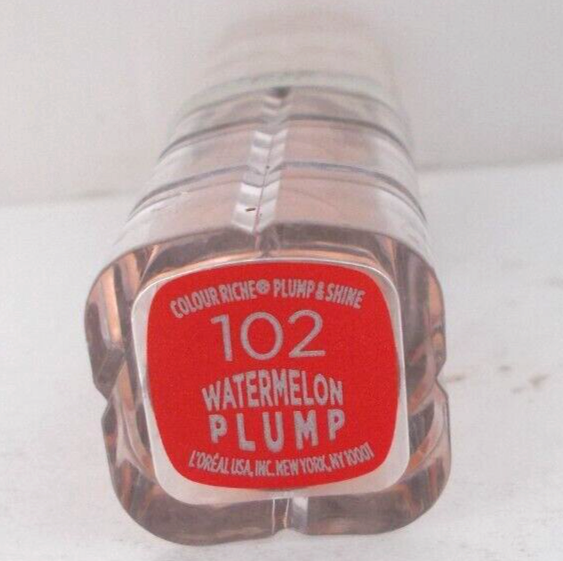 COLOUR RICHE® PLUMP & SHINE
102
WATERMELON
PLUMP
L'ORÉAL USA, INC. NEW YORK, NY 10001